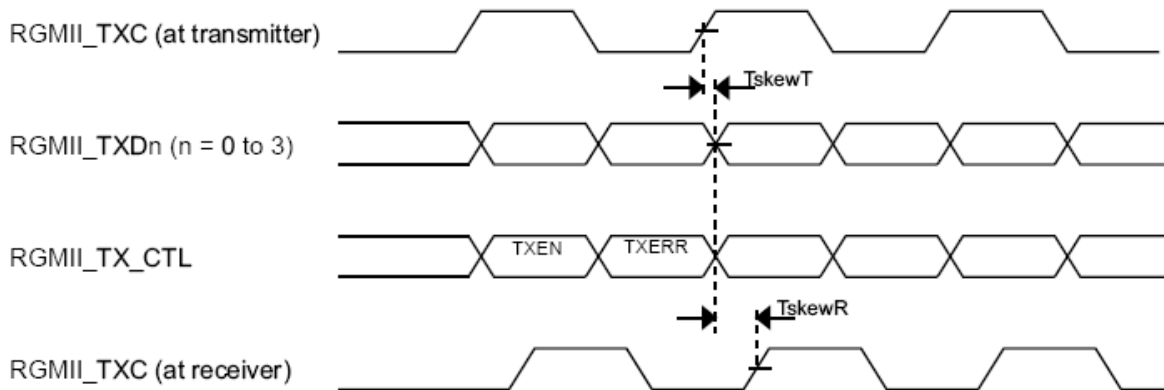 RGMII_TXC (at transmitter)
TskewT
RGMII_TXDn (n = 0 to 3)
RGMII_TX_CTL
TXEN
TXERR
TskewR
RGMII_TXC (at receiver)